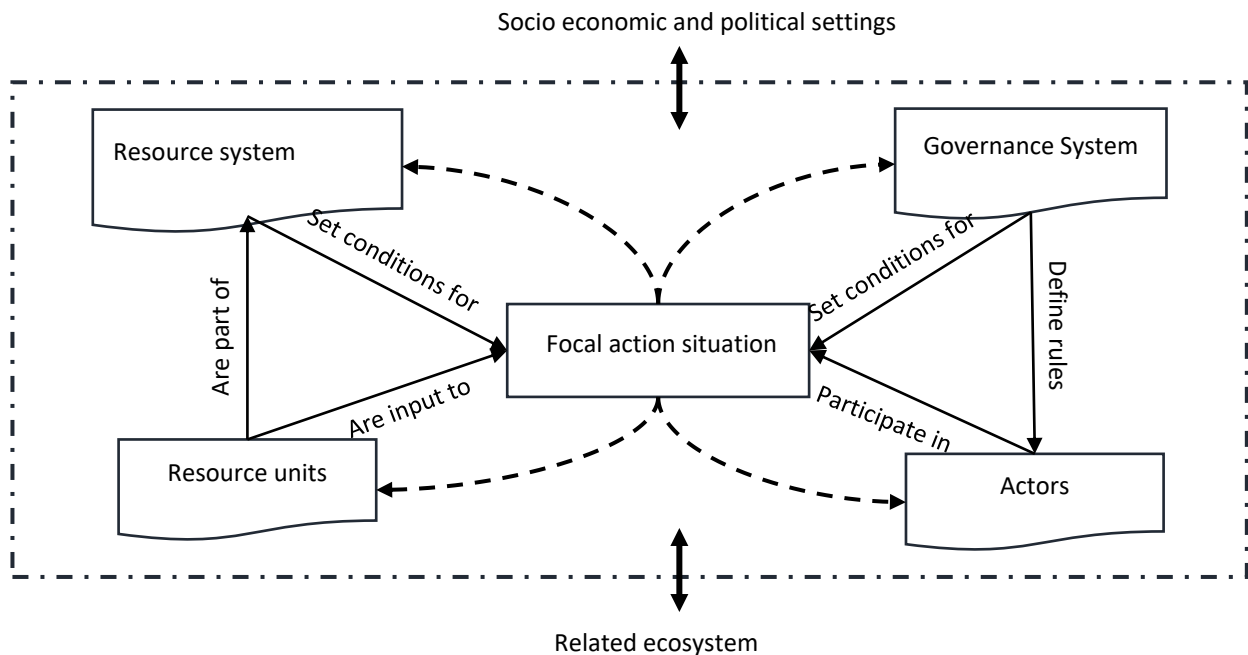 Socio economic and political settings
Resource system
Governance System
Set conditions for
Set conditions for
Are part of
Define rules
Focal action situation
Are input to
Participate in
Resource units
Actors
Related ecosystem